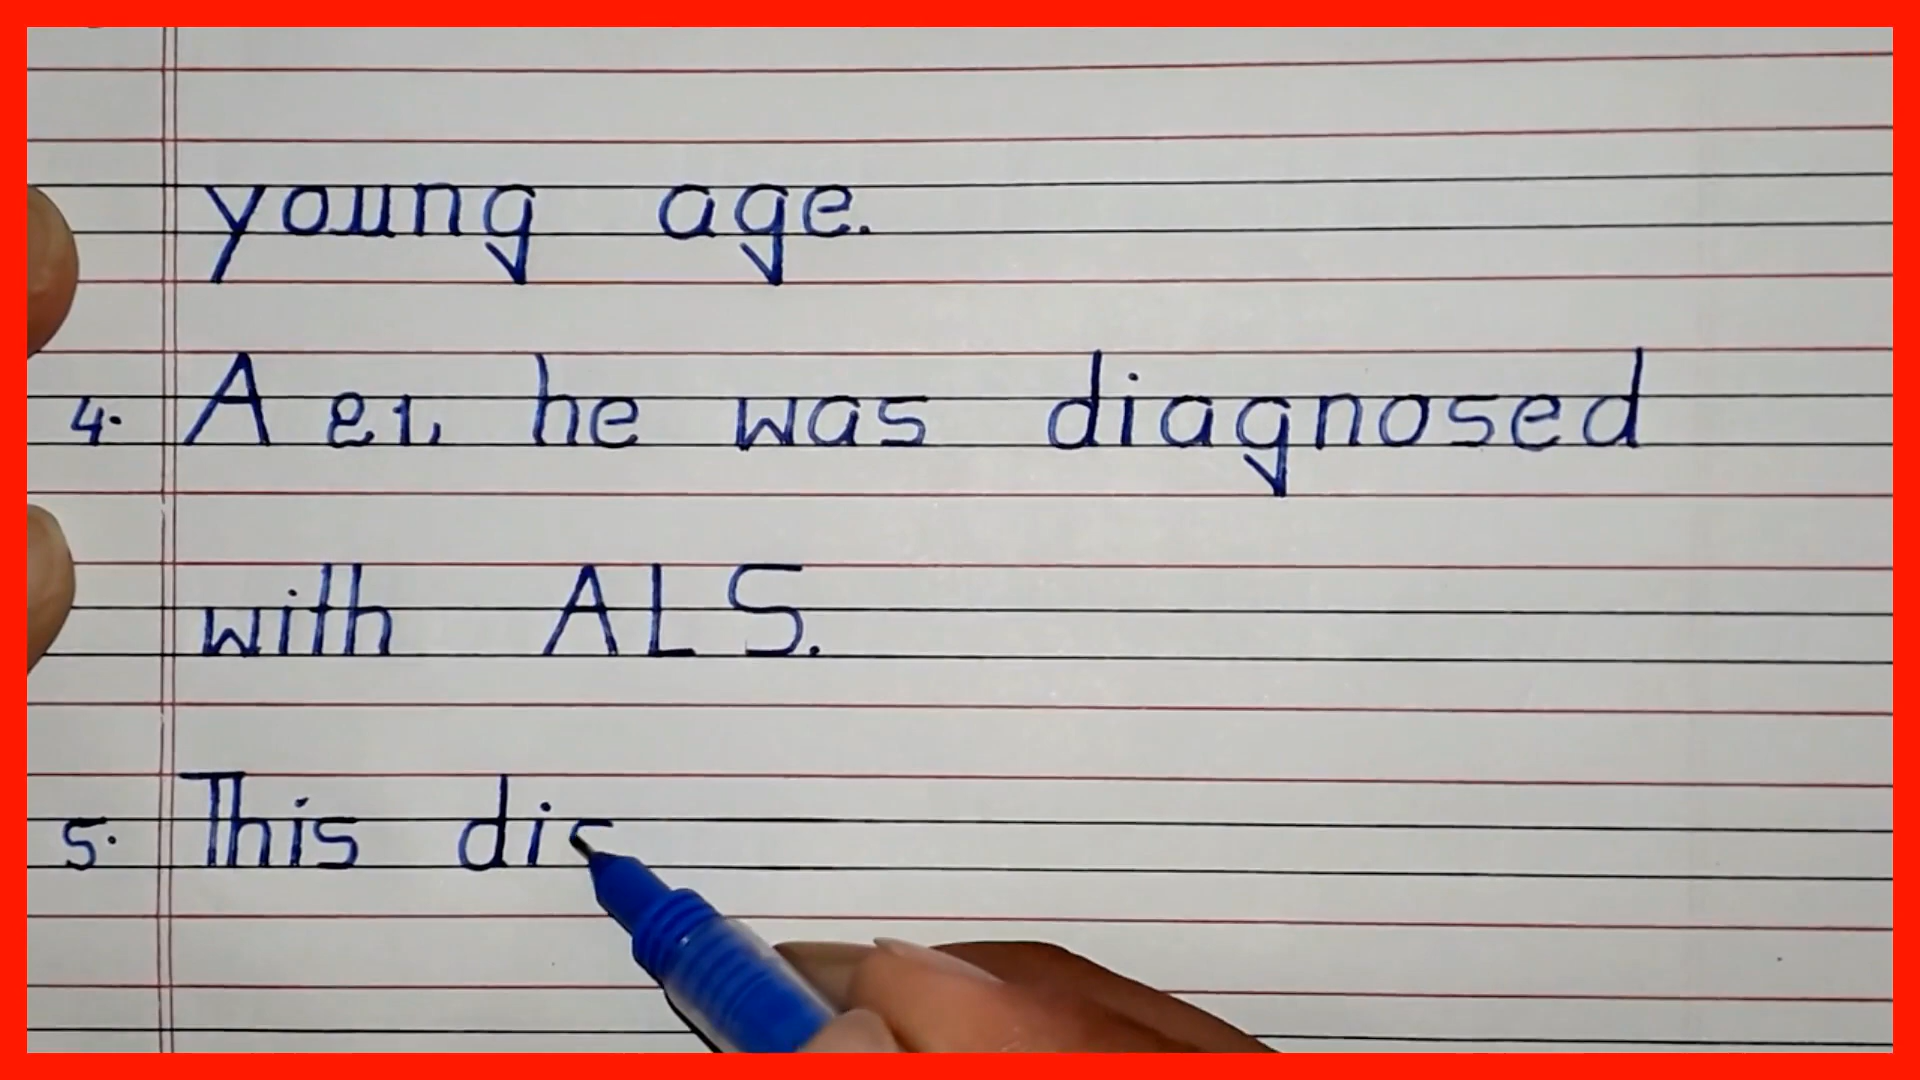 young age.
4. A 21, he was diagnosed
with ALS.
5. This dis